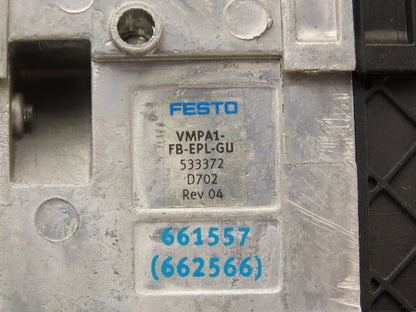 FESTO
VMPA1-
FB-EPL-GU
533372
D702
Rev 04
661557
(662566)